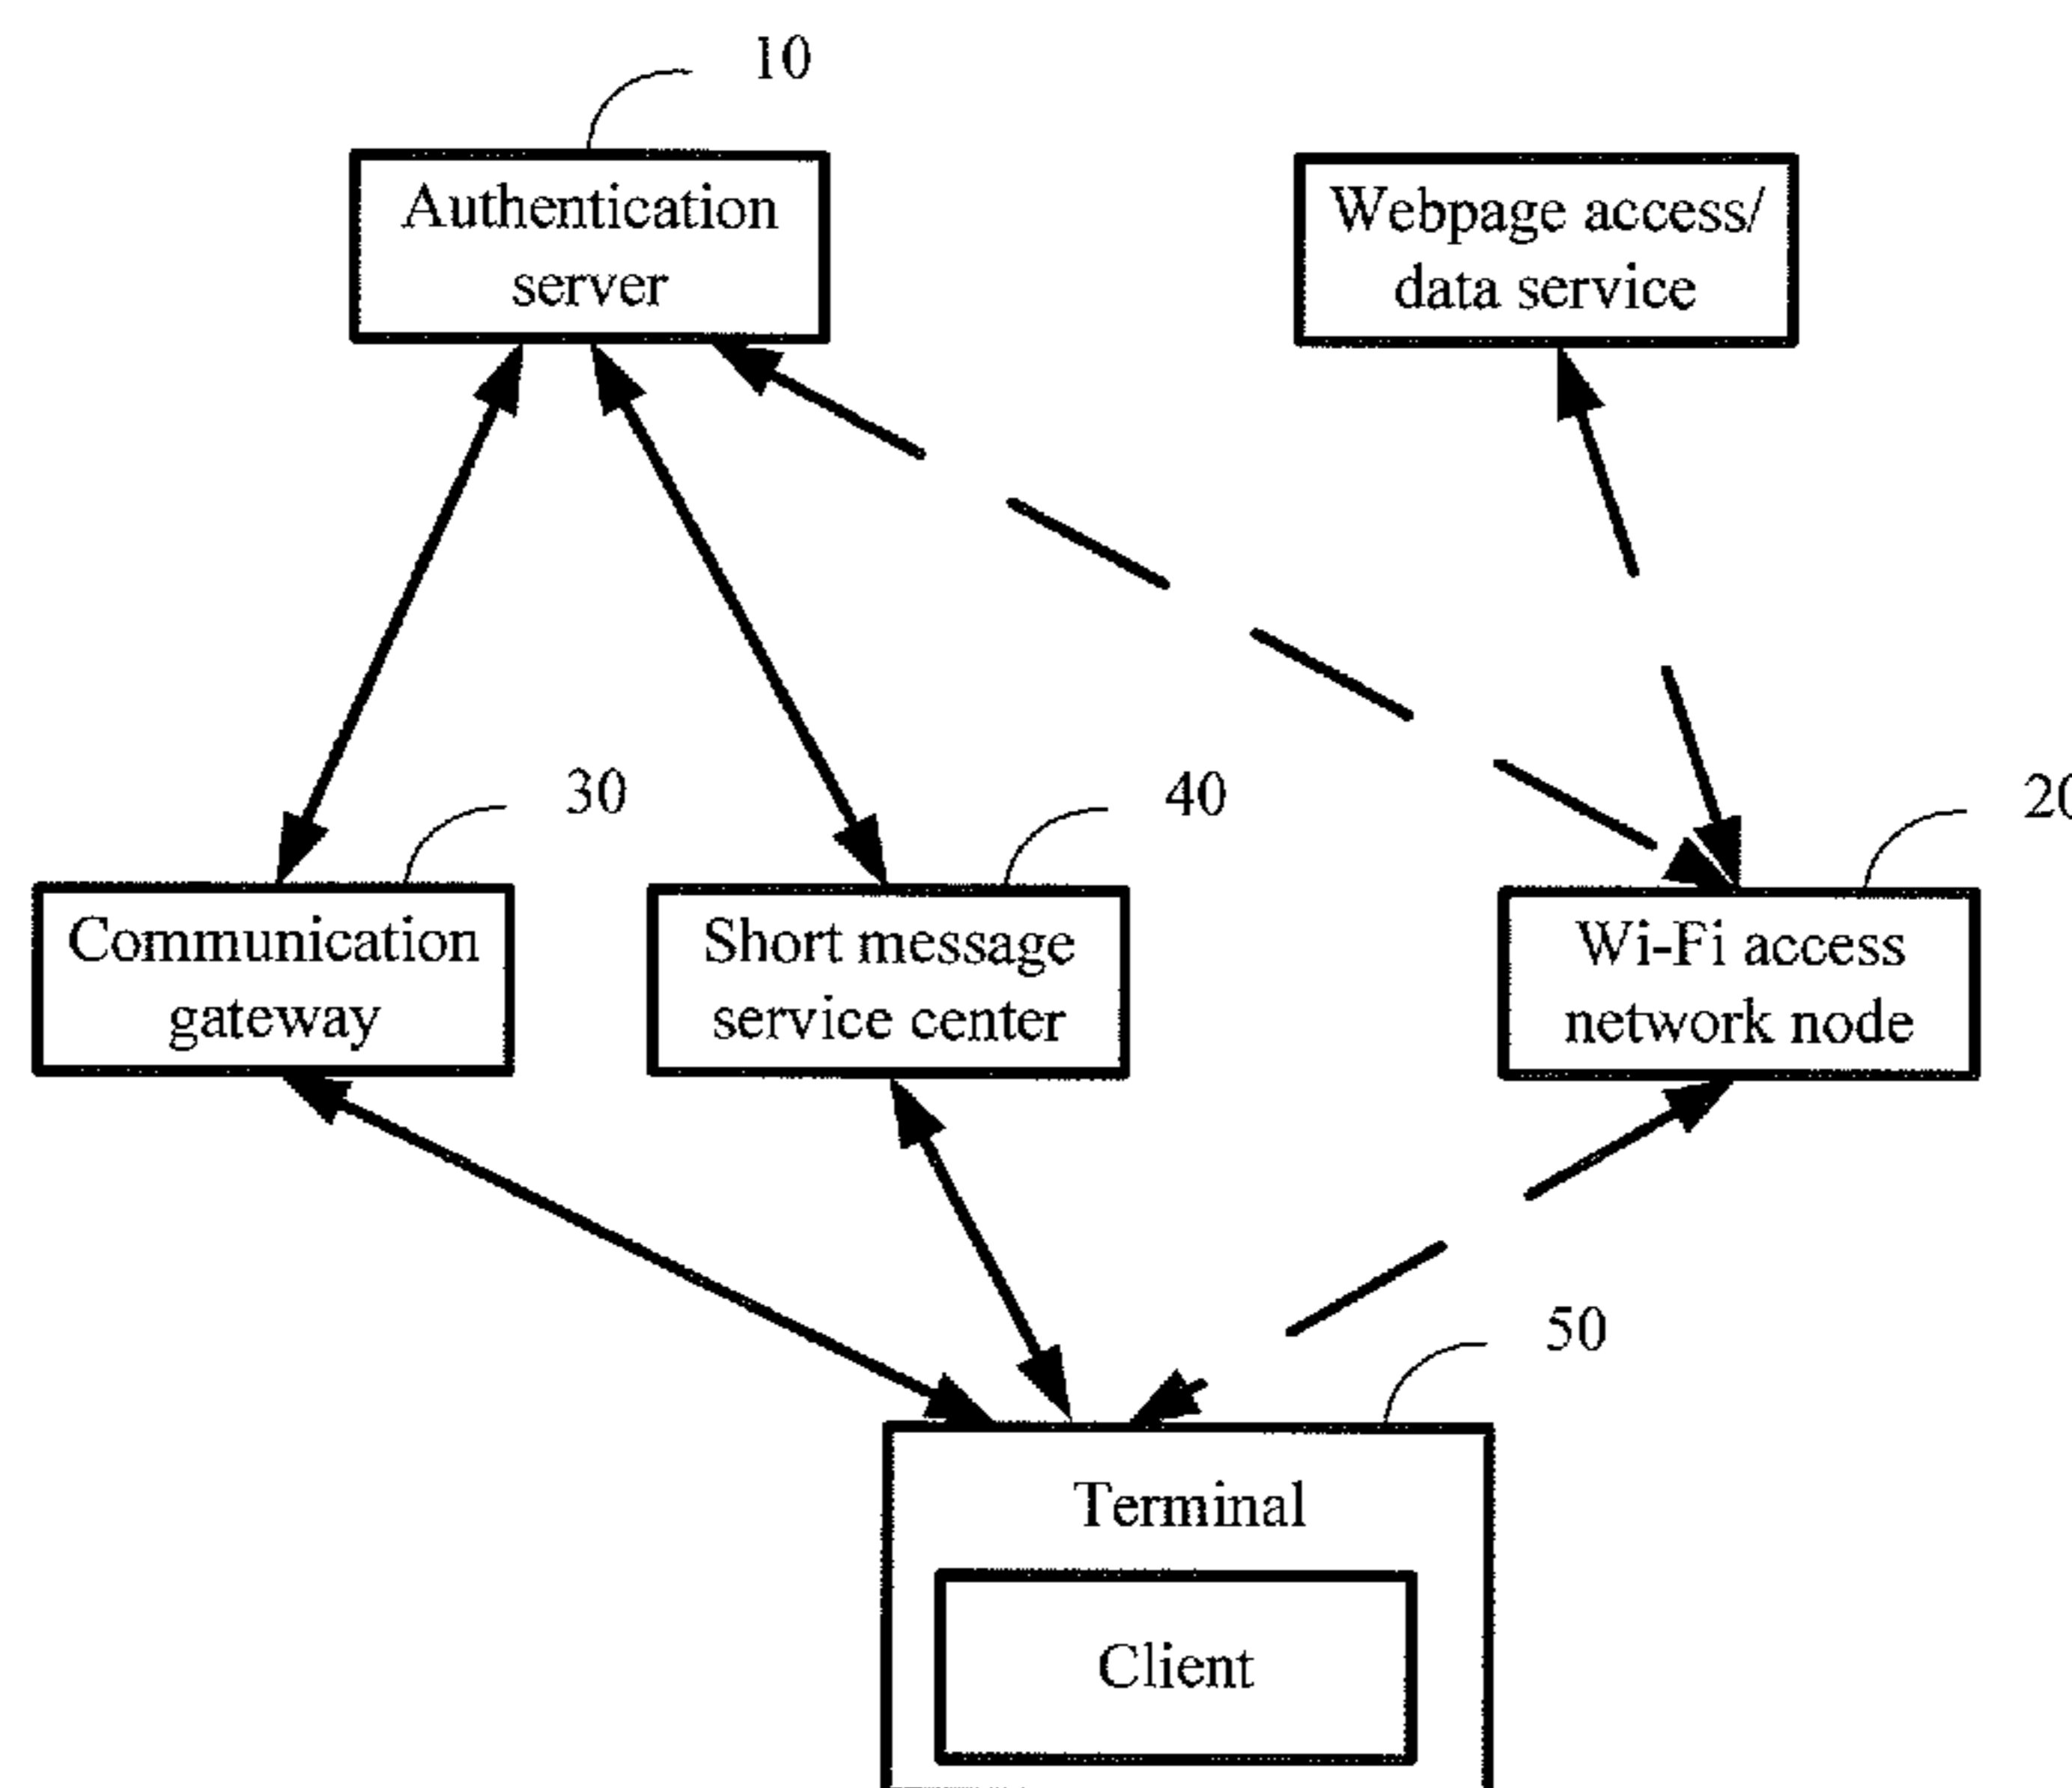 10
Authentication
server
Webpage access/
data service
30
40
20
Communication
gateway
Short message
service center
Wi-Fi access
network node
50
Terminal
Client